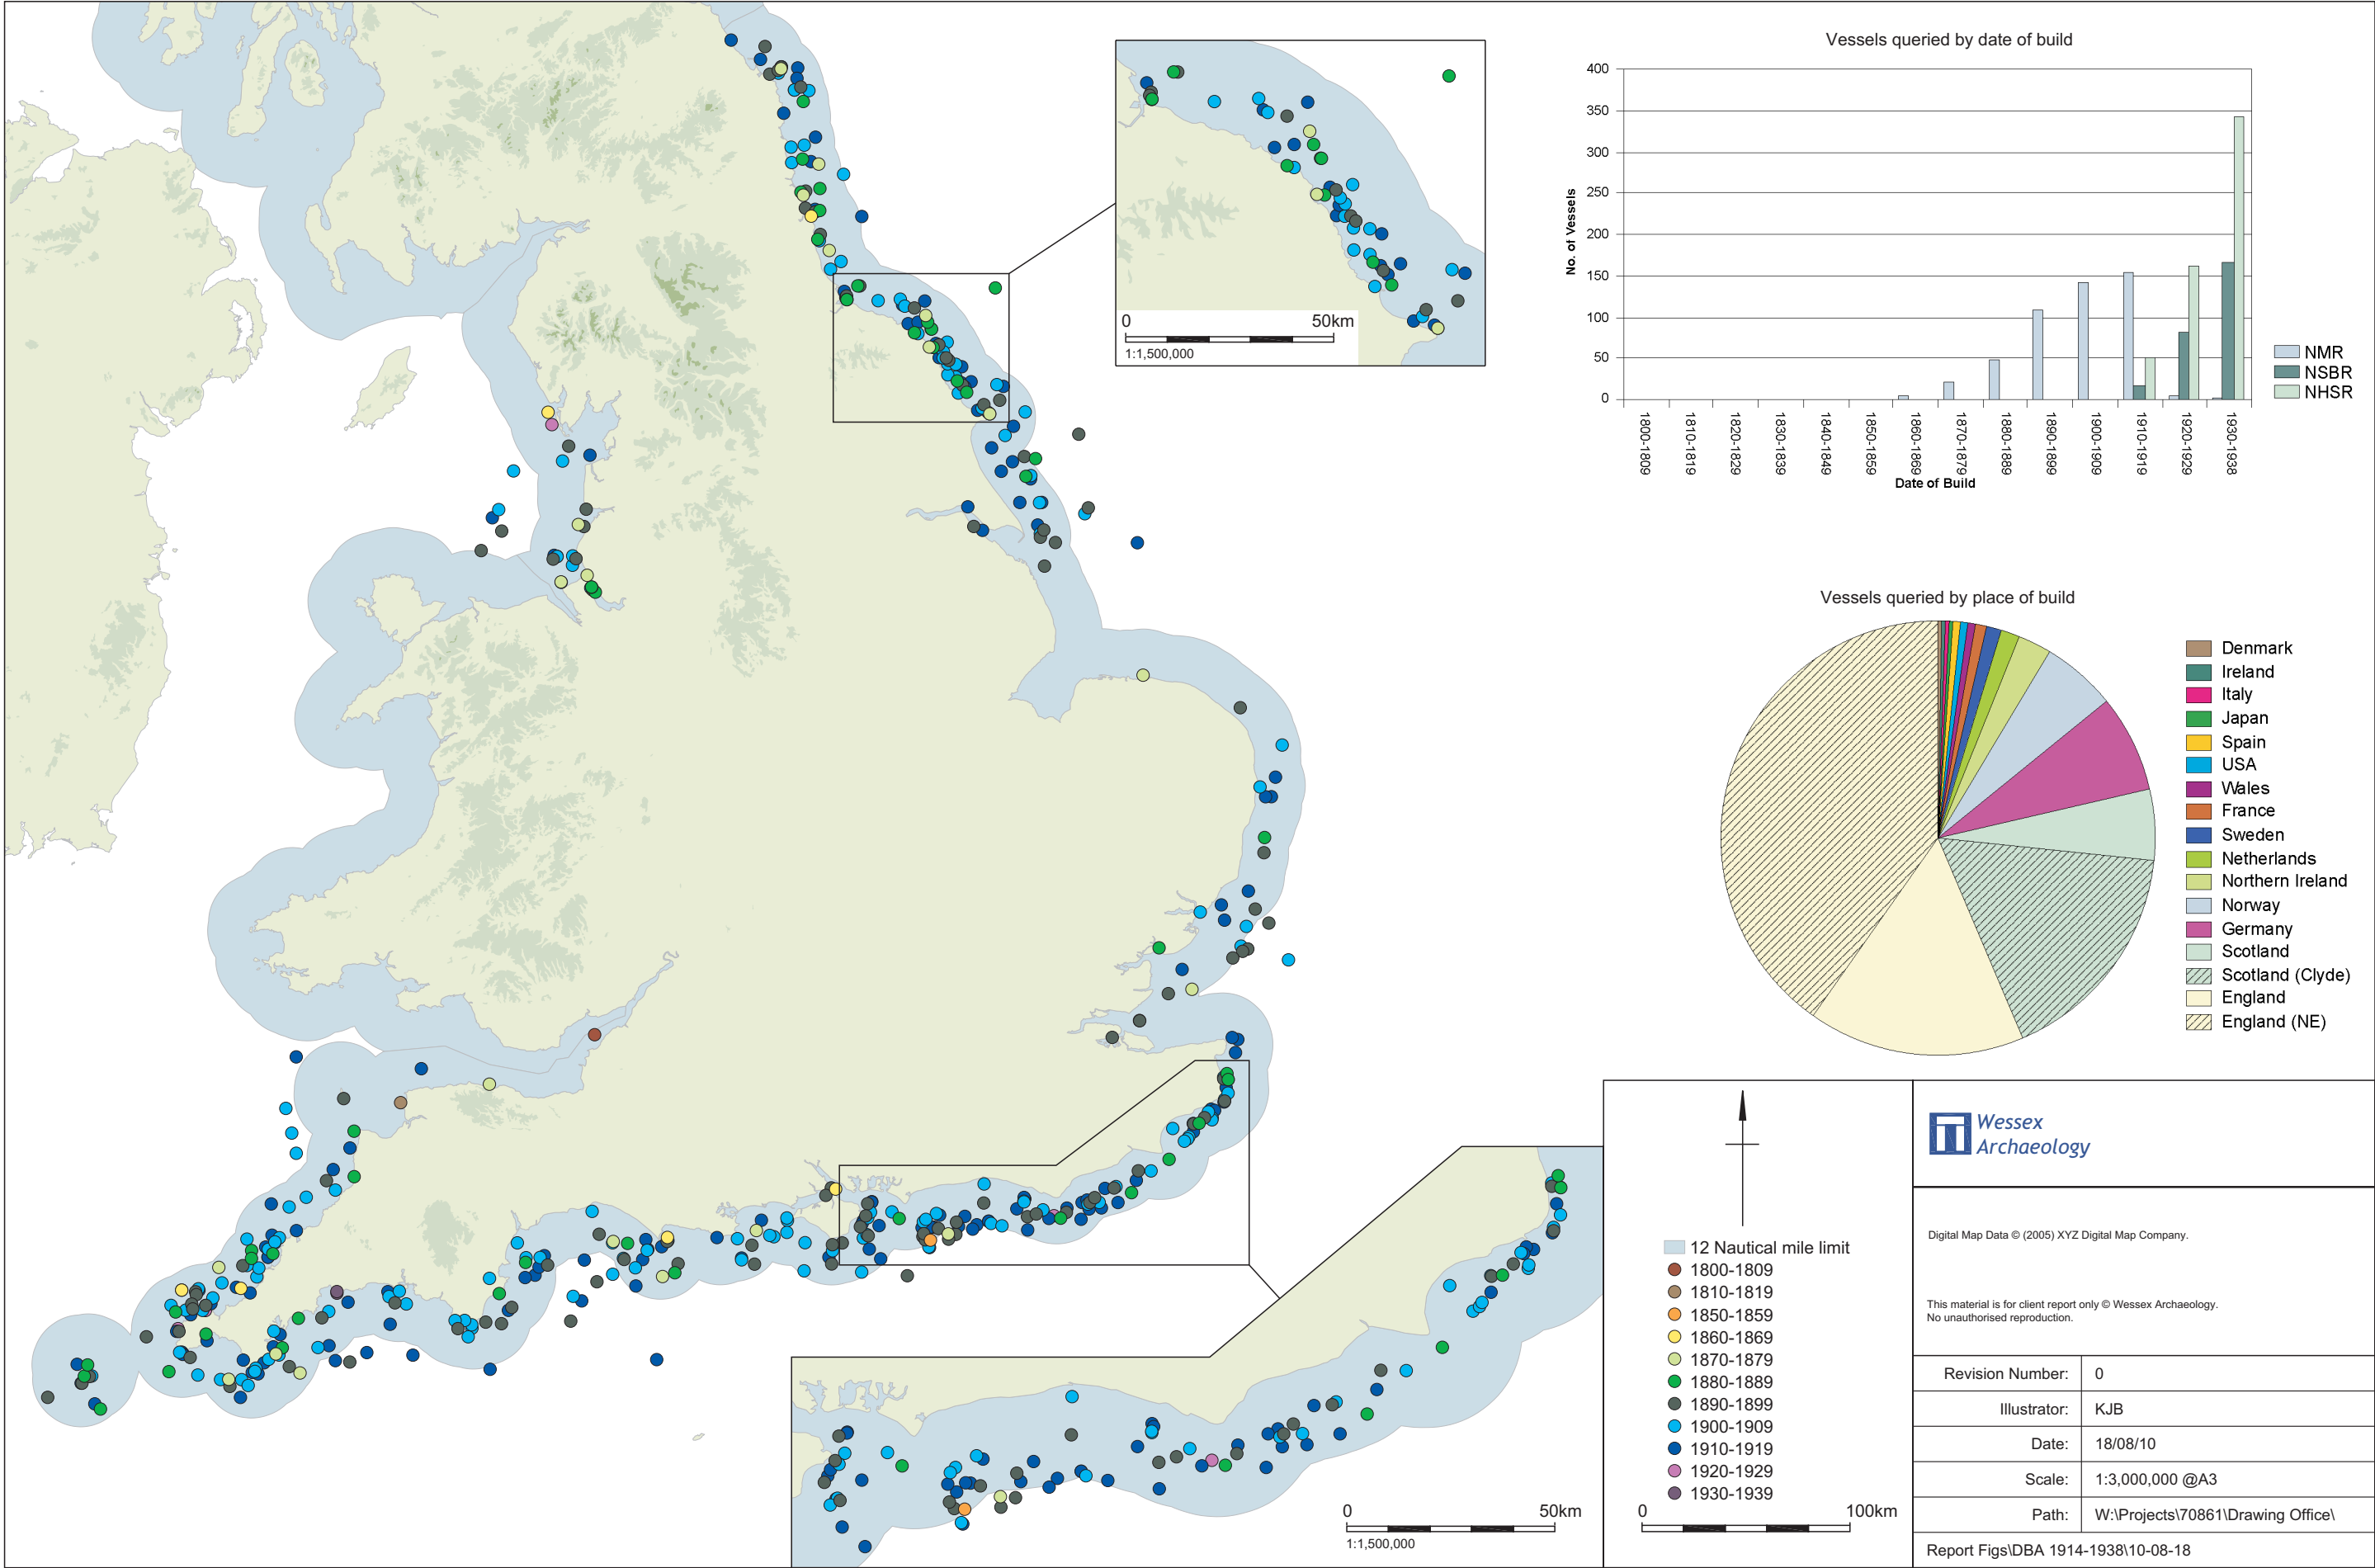 0
50km
1:1,500,000
Vessels queried by date of build
400
350
300
250
200
150
100
50
0
No. of Vessels
1800-1809
1810-1819
1820-1829
1830-1839
1840-1849
1850-1859
1860-1869
1870-1879
1880-1889
1890-1899
1900-1909
1910-1919
1920-1929
1930-1938
Date of Build
NMR
NSBR
NHSR
Vessels queried by place of build
Denmark
Ireland
Italy
Japan
Spain
USA
Wales
France
Sweden
Netherlands
Northern Ireland
Norway
Germany
Scotland
Scotland (Clyde)
England
England (NE)
0
50km
1:1,500,000
12 Nautical mile limit
1800-1809
1810-1819
1850-1859
1860-1869
1870-1879
1880-1889
1890-1899
1900-1909
1910-1919
1920-1929
1930-1939
0
100km
Wessex
Archaeology
Digital Map Data © (2005) XYZ Digital Map Company.
This material is for client report only © Wessex Archaeology.
No unauthorised reproduction.
Revision Number: 0
Illustrator: KJB
Date: 18/08/10
Scale: 1:3,000,000 @A3
Path: W:\Projects\70861\Drawing Office\
Report Figs\DBA 1914-1938\10-08-18